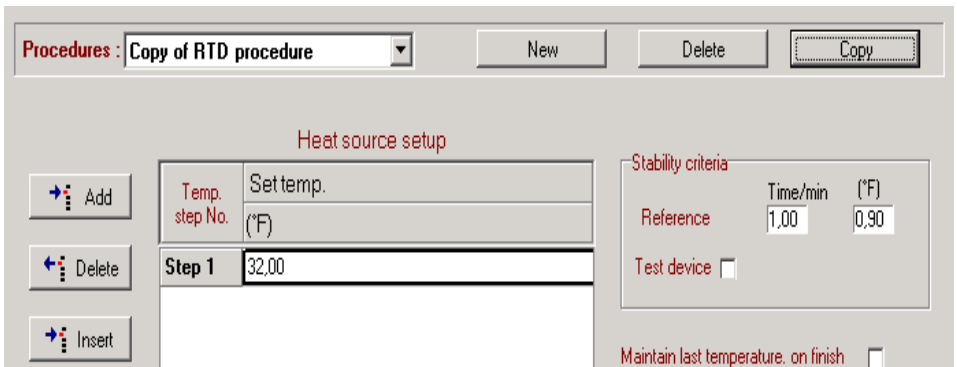 Procedures : Copy of RTD procedure New Delete Copy
Heat source setup
Stability criteria
Add
Temp.
step No.
Set temp.
(°F)
Time/min (°F)
Reference 1,00 0,90
Delete
Step 1 32,00
Test device
Insert
Maintain last temperature. on finish